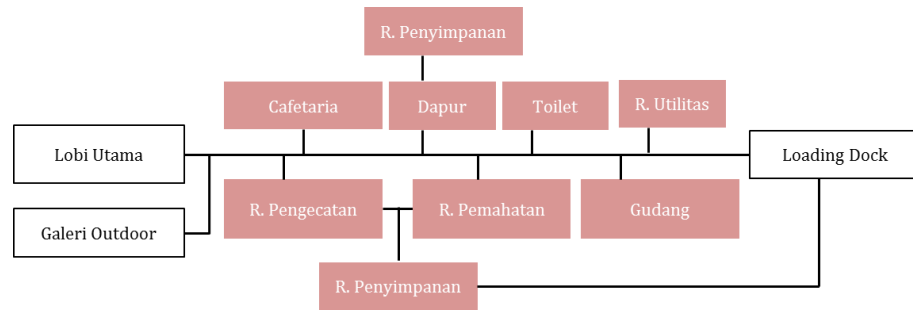 R. Penyimpanan
Cafetaria
Dapur
Toilet
R. Utilitas
Lobi Utama
Loading Dock
R. Pengecatan
R. Pemahatan
Gudang
Galeri Outdoor
R. Penyimpanan